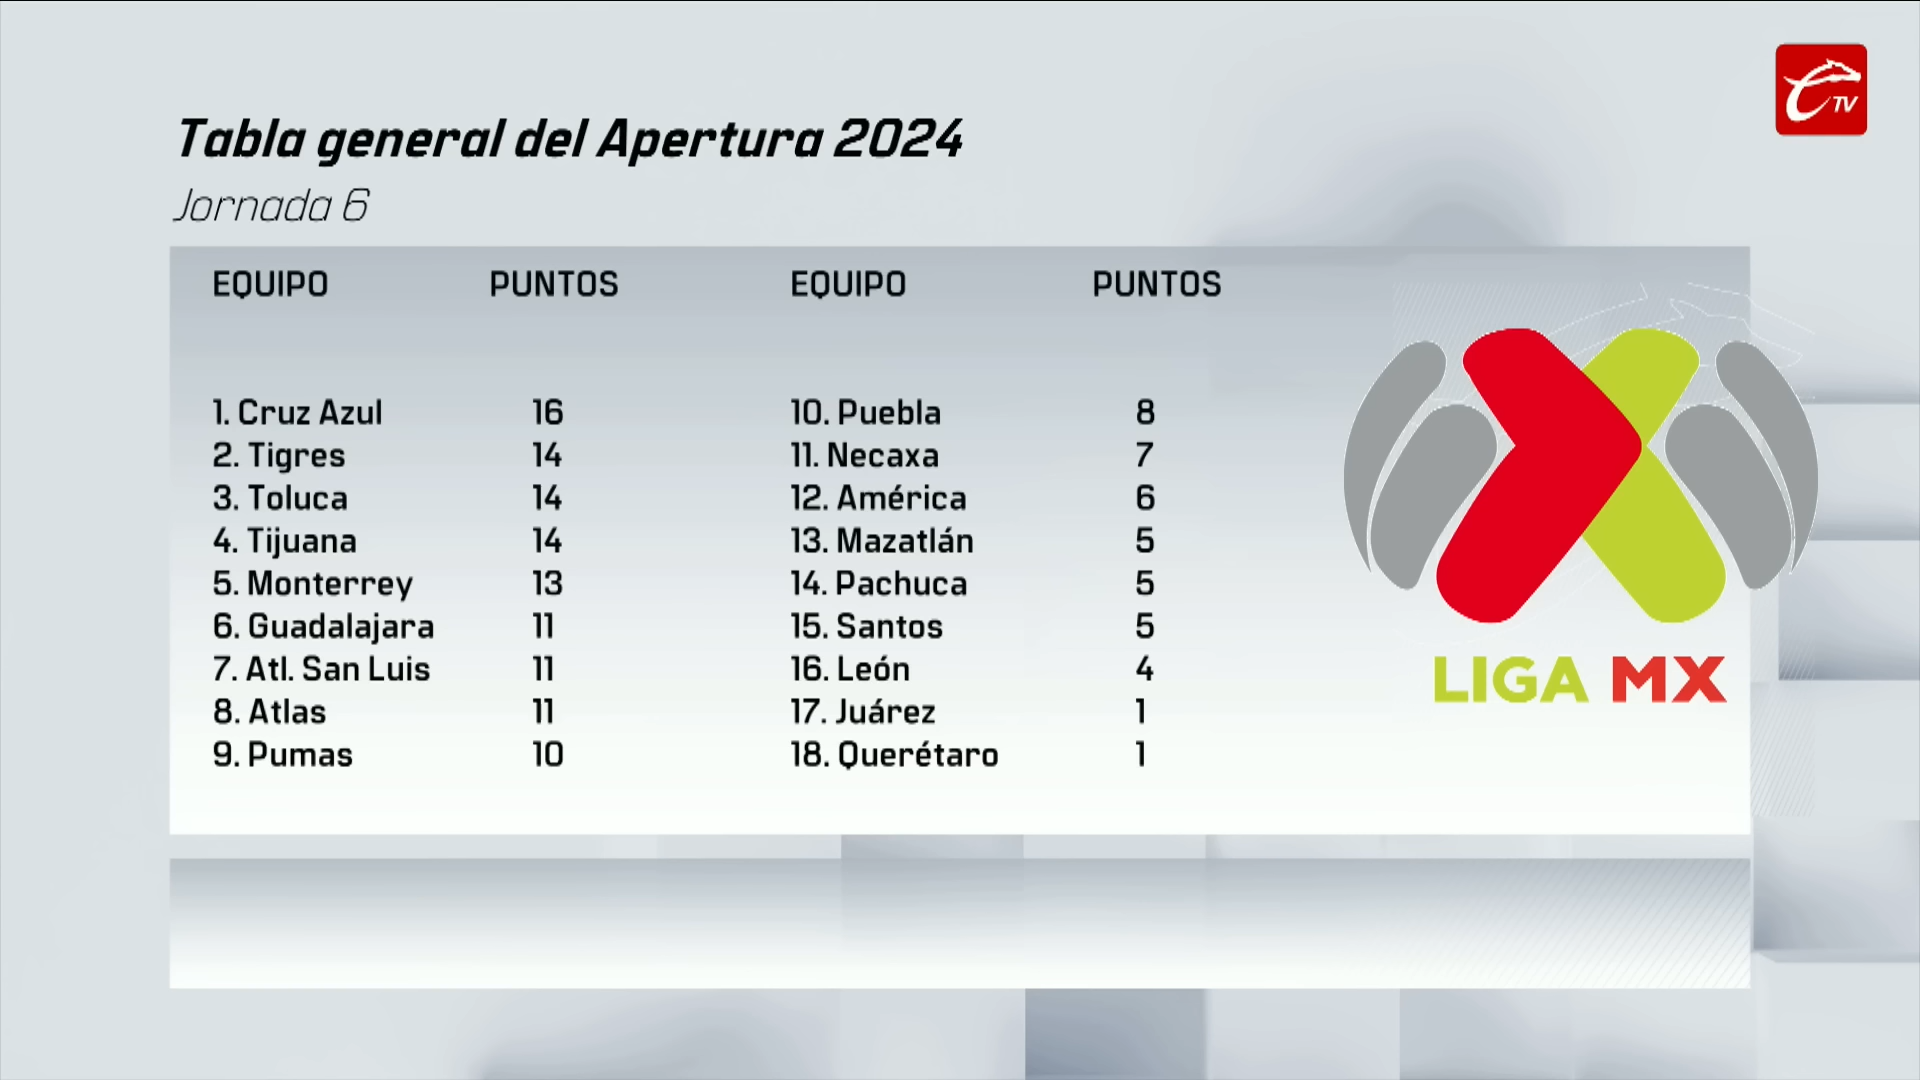 TV
Tabla general del Apertura 2024
Jornada 6
EQUIPO PUNTOS EQUIPO PUNTOS
1. Cruz Azul 16 10. Puebla 8
2. Tigres 14 11. Necaxa 7
3. Toluca 14 12. América 6
4. Tijuana 14 13. Mazatlán 5
5. Monterrey 13 14. Pachuca 5
6. Guadalajara 11 15. Santos 5
7. Atl. San Luis 11 16. León 4
8. Atlas 11 17. Juárez 1
9. Pumas 10 18. Querétaro 1
LIGA MX